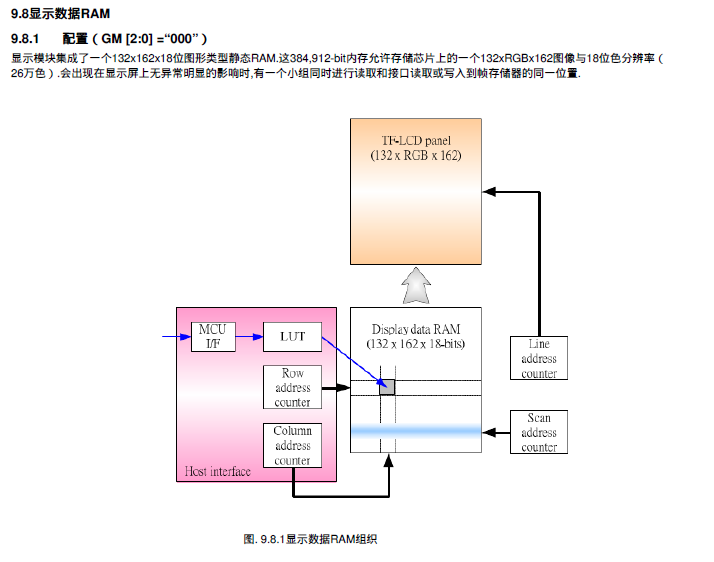 9.8显示数据RAM
9.8.1 配置（GM [2:0] =“000”）
显示模块集成了一个132x162x18位图形类型静态RAM.这384,912-bit内存允许存储芯片上的一个132xRGBx162图像与18位色分辨率（
26万色）.会出现在显示屏上无异常明显的影响时,有一个小组同时进行读取和接口读取或写入到帧存储器的同一位置.
TF-LCD panel
(132 x RGB x 162)
MCU
I/F
LUT
Display data RAM
(132 x 162 x 18-bits)
Line
address
counter
Row
address
counter
Scan
address
counter
Column
address
counter
Host interface
图. 9.8.1显示数据RAM组织